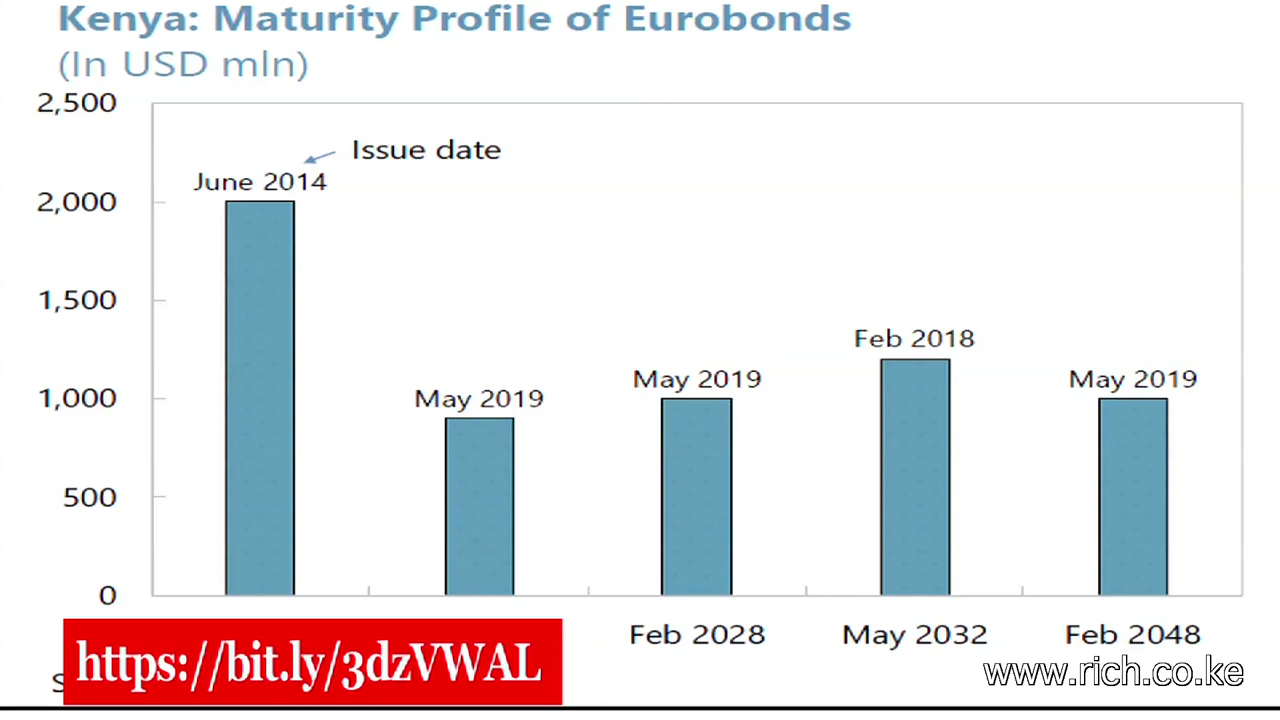 Kenya: Maturity Profile of Eurobonds
(In USD mln)
2,500
Issue date
June 2014
2,000
1,500
Feb 2018
May 2019
May 2019
May 2019
1,000
500
0
Feb 2028
May 2032
Feb 2048
https://bit.ly/3dzVWAL
www.rich.co.ke
S